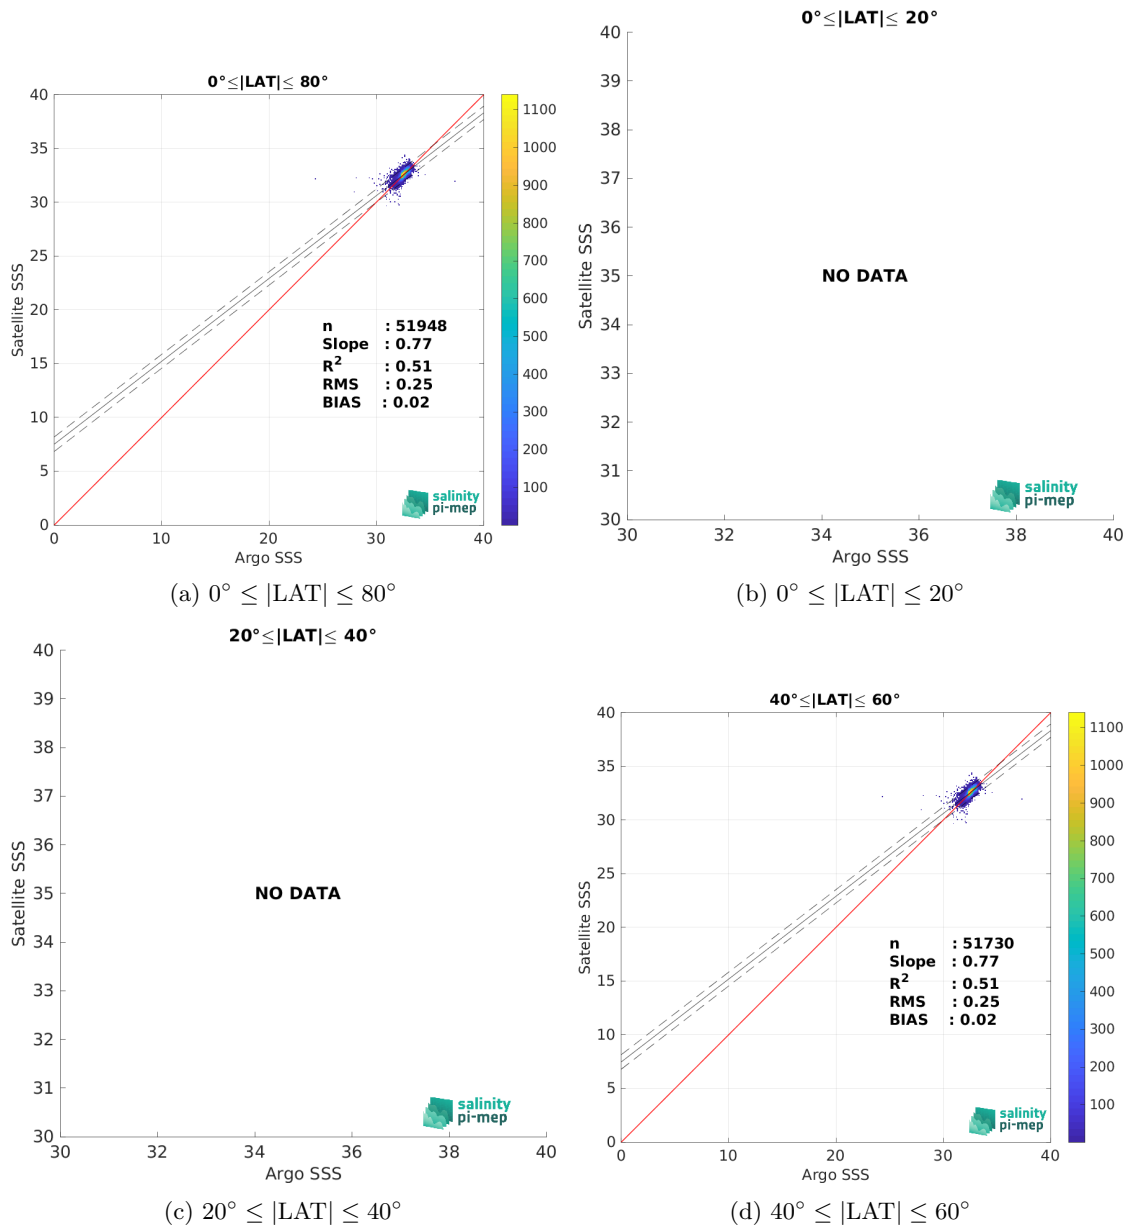 0°≤|LAT|≤ 80°
40
35
30
25
20
15
10
5
0
0
10
20
30
40
Satellite SSS
Argo SSS
n : 51948
Slope : 0.77
R² : 0.51
RMS : 0.25
BIAS : 0.02
salinity
pi-mep
1100
1000
900
800
700
600
500
400
300
200
100
(a) 0° ≤ |LAT| ≤ 80°
0°≤|LAT|≤ 20°
40
39
38
37
36
35
34
33
32
31
30
30
32
34
36
38
40
Satellite SSS
Argo SSS
NO DATA
salinity
pi-mep
(b) 0° ≤ |LAT| ≤ 20°
20°≤|LAT|≤ 40°
40
39
38
37
36
35
34
33
32
31
30
30
32
34
36
38
40
Satellite SSS
Argo SSS
NO DATA
salinity
pi-mep
(c) 20° ≤ |LAT| ≤ 40°
40°≤|LAT|≤ 60°
40
35
30
25
20
15
10
5
0
0
10
20
30
40
Satellite SSS
Argo SSS
n : 51730
Slope : 0.77
R² : 0.51
RMS : 0.25
BIAS : 0.02
salinity
pi-mep
1100
1000
900
800
700
600
500
400
300
200
100
(d) 40° ≤ |LAT| ≤ 60°